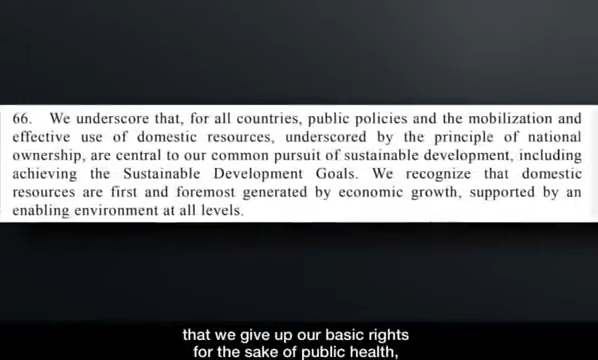 66. We underscore that, for all countries, public policies and the mobilization and
effective use of domestic resources, underscored by the principle of national
ownership, are central to our common pursuit of sustainable development, including
achieving the Sustainable Development Goals. We recognize that domestic
resources are first and foremost generated by economic growth, supported by an
enabling environment at all levels.
that we give up our basic rights
for the sake of public health,